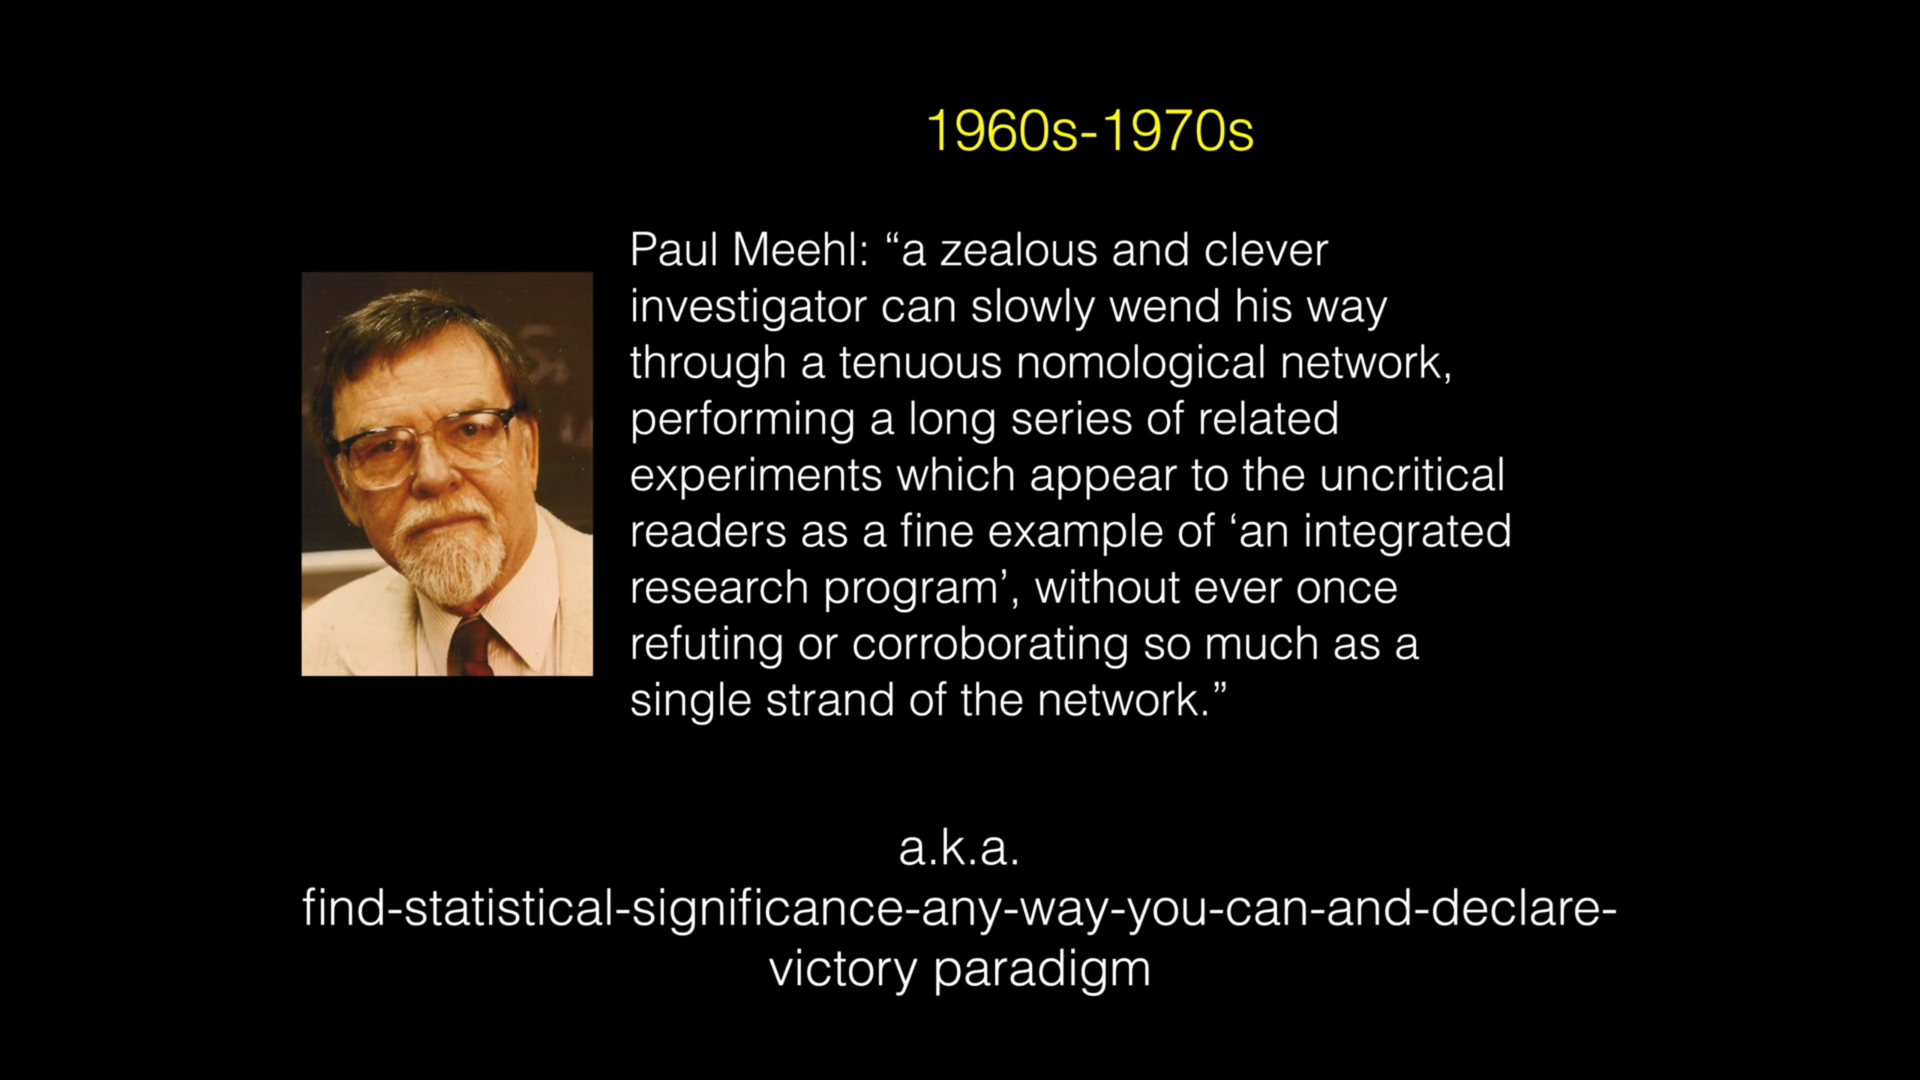 1960s-1970s
Paul Meehl: “a zealous and clever
investigator can slowly wend his way
through a tenuous nomological network,
performing a long series of related
experiments which appear to the uncritical
readers as a fine example of ‘an integrated
research program’, without ever once
refuting or corroborating so much as a
single strand of the network.”
a.k.a.
find-statistical-significance-any-way-you-can-and-declare-
victory paradigm